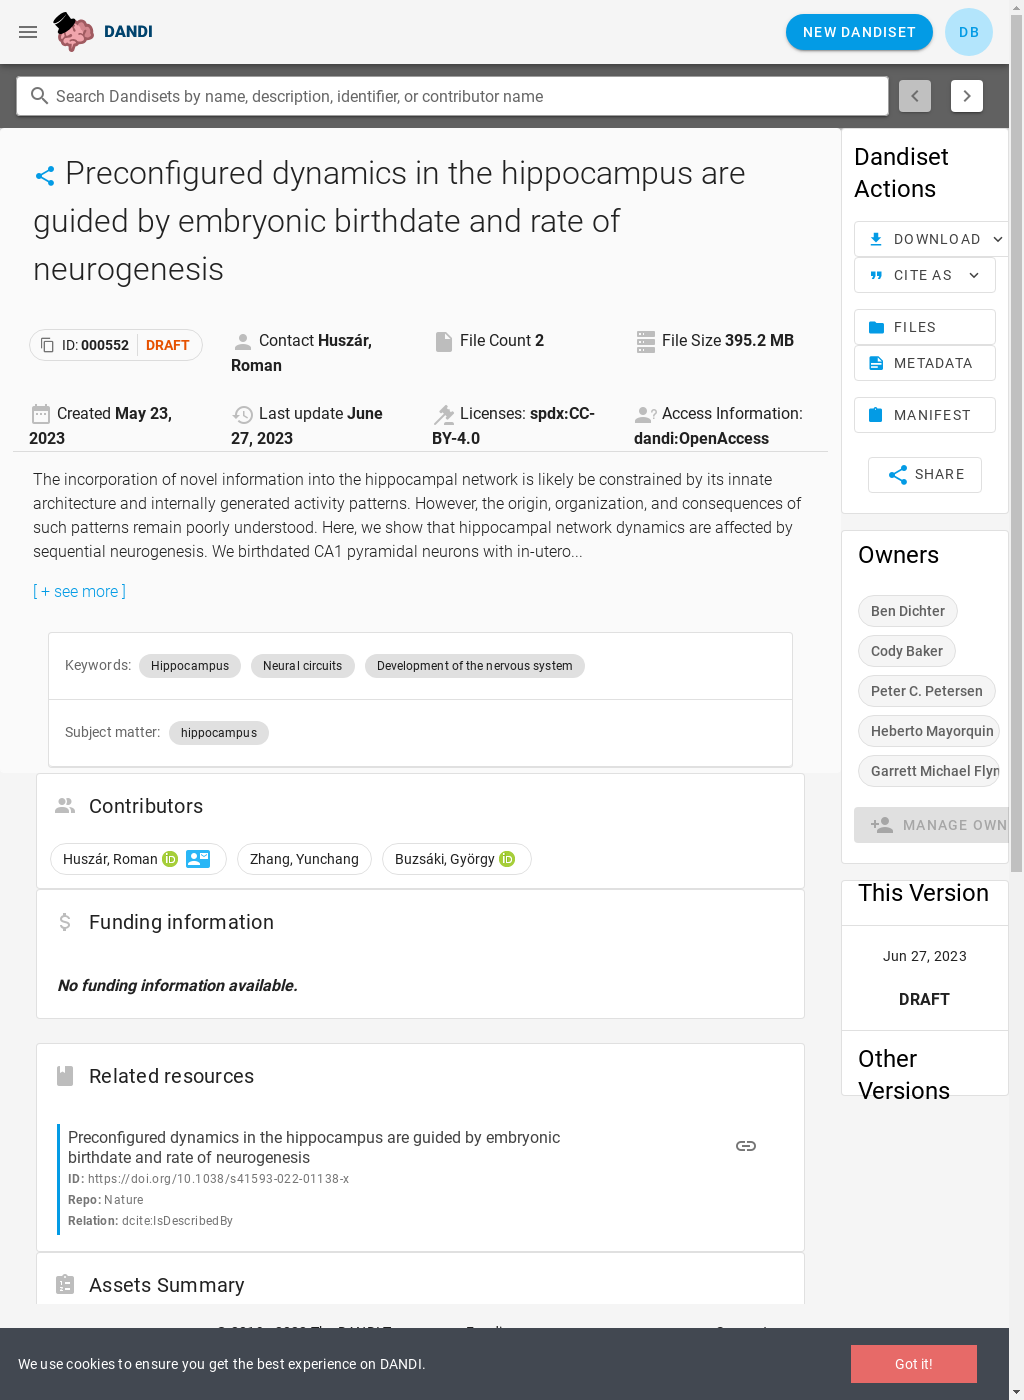 DANDI
NEW DANDISET
DB
Search Dandisets by name, description, identifier, or contributor name
Preconfigured dynamics in the hippocampus are
guided by embryonic birthdate and rate of
neurogenesis
ID: 000552 DRAFT
Contact Huszár,
Roman
File Count 2
File Size 395.2 MB
Created May 23,
2023
Last update June
27, 2023
Licenses: spdx:CC-
BY-4.0
Access Information:
dandi:OpenAccess
The incorporation of novel information into the hippocampal network is likely be constrained by its innate
architecture and internally generated activity patterns. However, the origin, organization, and consequences of
such patterns remain poorly understood. Here, we show that hippocampal network dynamics are affected by
sequential neurogenesis. We birthdated CA1 pyramidal neurons with in-utero...
[ + see more ]
Keywords: Hippocampus Neural circuits Development of the nervous system
Subject matter: hippocampus
Contributors
Huszár, Roman Zhang, Yunchang Buzsáki, György
Funding information
No funding information available.
Related resources
Preconfigured dynamics in the hippocampus are guided by embryonic
birthdate and rate of neurogenesis
ID: https://doi.org/10.1038/s41593-022-01138-x
Repo: Nature
Relation: dcite:IsDescribedBy
Assets Summary
Dandiset
Actions
DOWNLOAD
CITE AS
FILES
METADATA
MANIFEST
SHARE
Owners
Ben Dichter
Cody Baker
Peter C. Petersen
Heberto Mayorquin
Garrett Michael Flyn
MANAGE OWN
This Version
Jun 27, 2023
DRAFT
Other
Versions
We use cookies to ensure you get the best experience on DANDI.
Got it!